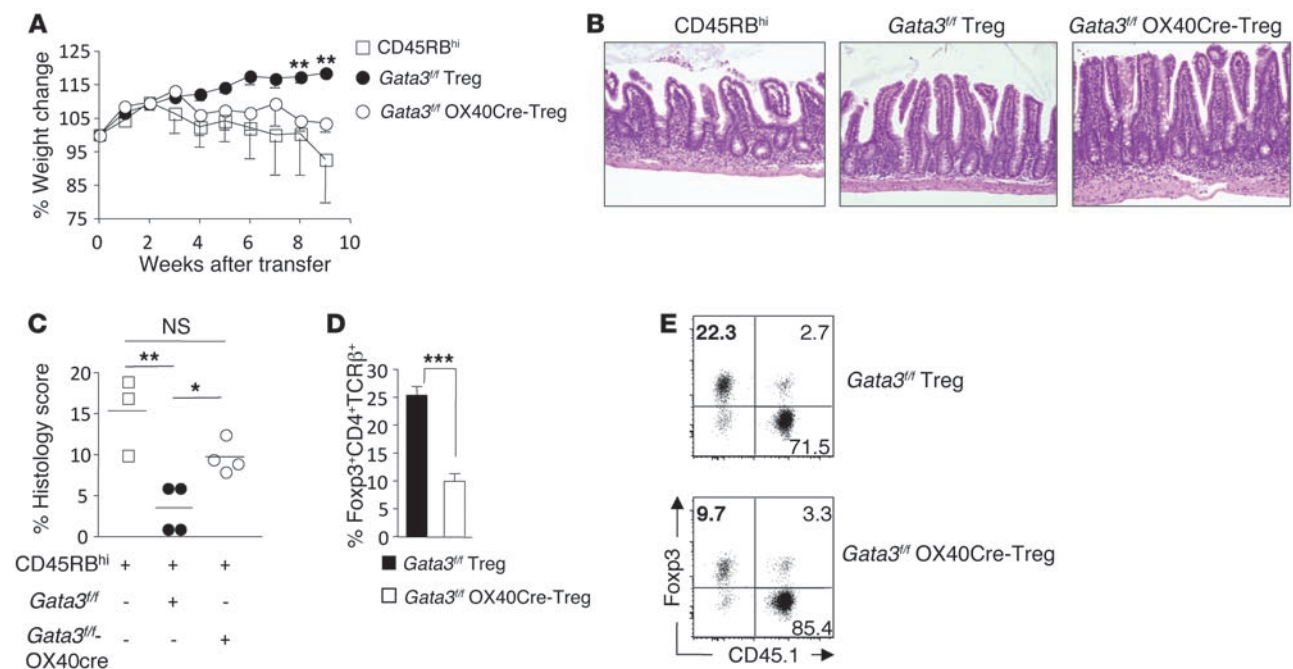 A
% Weight change
125
115
105
95
85
75
0 2 4 6 8 10
Weeks after transfer
** **
CD45RBhi
Gata3f/f Treg
Gata3f/f OX40Cre-Treg
B
CD45RBhi
Gata3f/f Treg
Gata3f/f OX40Cre-Treg
C
NS
**
*
% Histology score
20
15
10
5
0
CD45RBhi + + +
Gata3f/f - + -
Gata3f/f- - - +
OX40cre
D
***
% Foxp3+CD4+TCRβ+
30
25
20
15
10
5
0
Gata3f/f Treg
Gata3f/f OX40Cre-Treg
E
22.3 2.7
71.5
Gata3f/f Treg
9.7 3.3
85.4
Gata3f/f OX40Cre-Treg
Foxp3
CD45.1